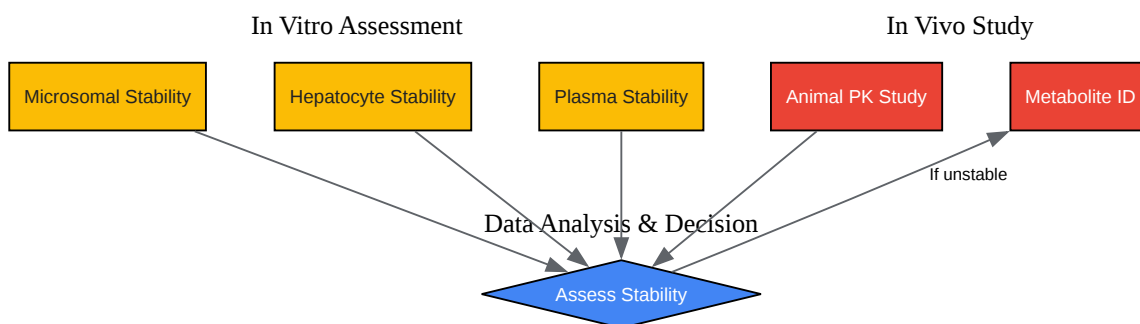 In Vitro Assessment
In Vivo Study
Microsomal Stability
Hepatocyte Stability
Plasma Stability
Animal PK Study
Metabolite ID
If unstable
Data Analysis & Decision
Assess Stability